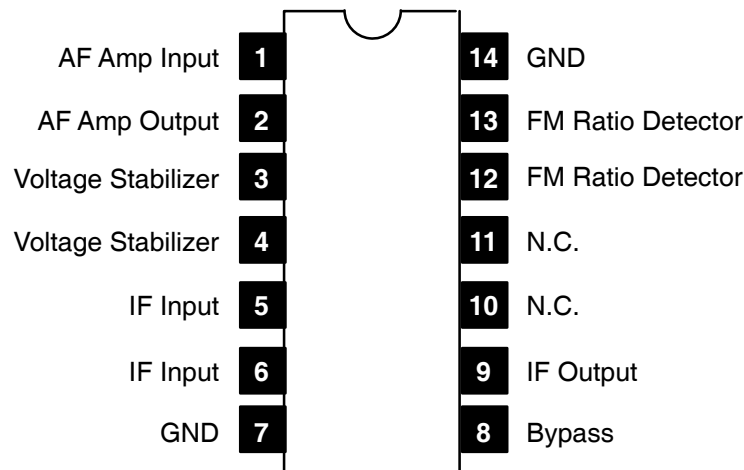 AF Amp Input 1 14 GND
AF Amp Output 2 13 FM Ratio Detector
Voltage Stabilizer 3 12 FM Ratio Detector
Voltage Stabilizer 4 11 N.C.
IF Input 5 10 N.C.
IF Input 6 9 IF Output
GND 7 8 Bypass